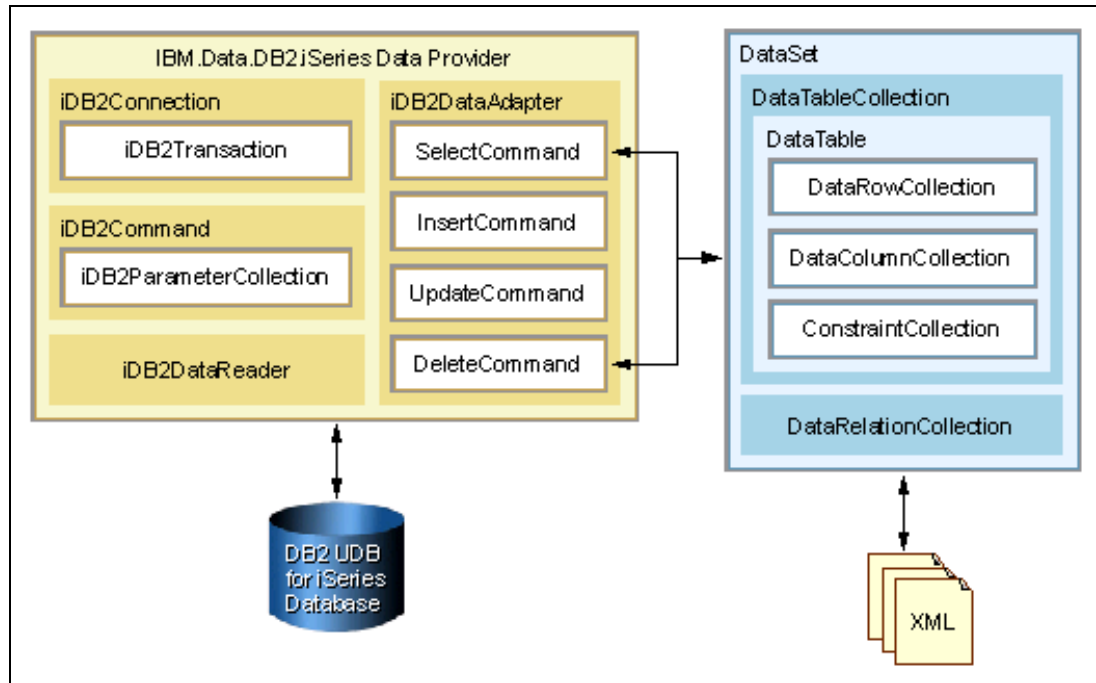 IBM.Data.DB2.iSeries Data Provider
iDB2Connection
iDB2Transaction
iDB2Command
iDB2ParameterCollection
iDB2DataReader
iDB2DataAdapter
SelectCommand
InsertCommand
UpdateCommand
DeleteCommand
DataSet
DataTableCollection
DataTable
DataRowCollection
DataColumnCollection
ConstraintCollection
DataRelationCollection
DB2 UDB
for iSeries
Database
XML